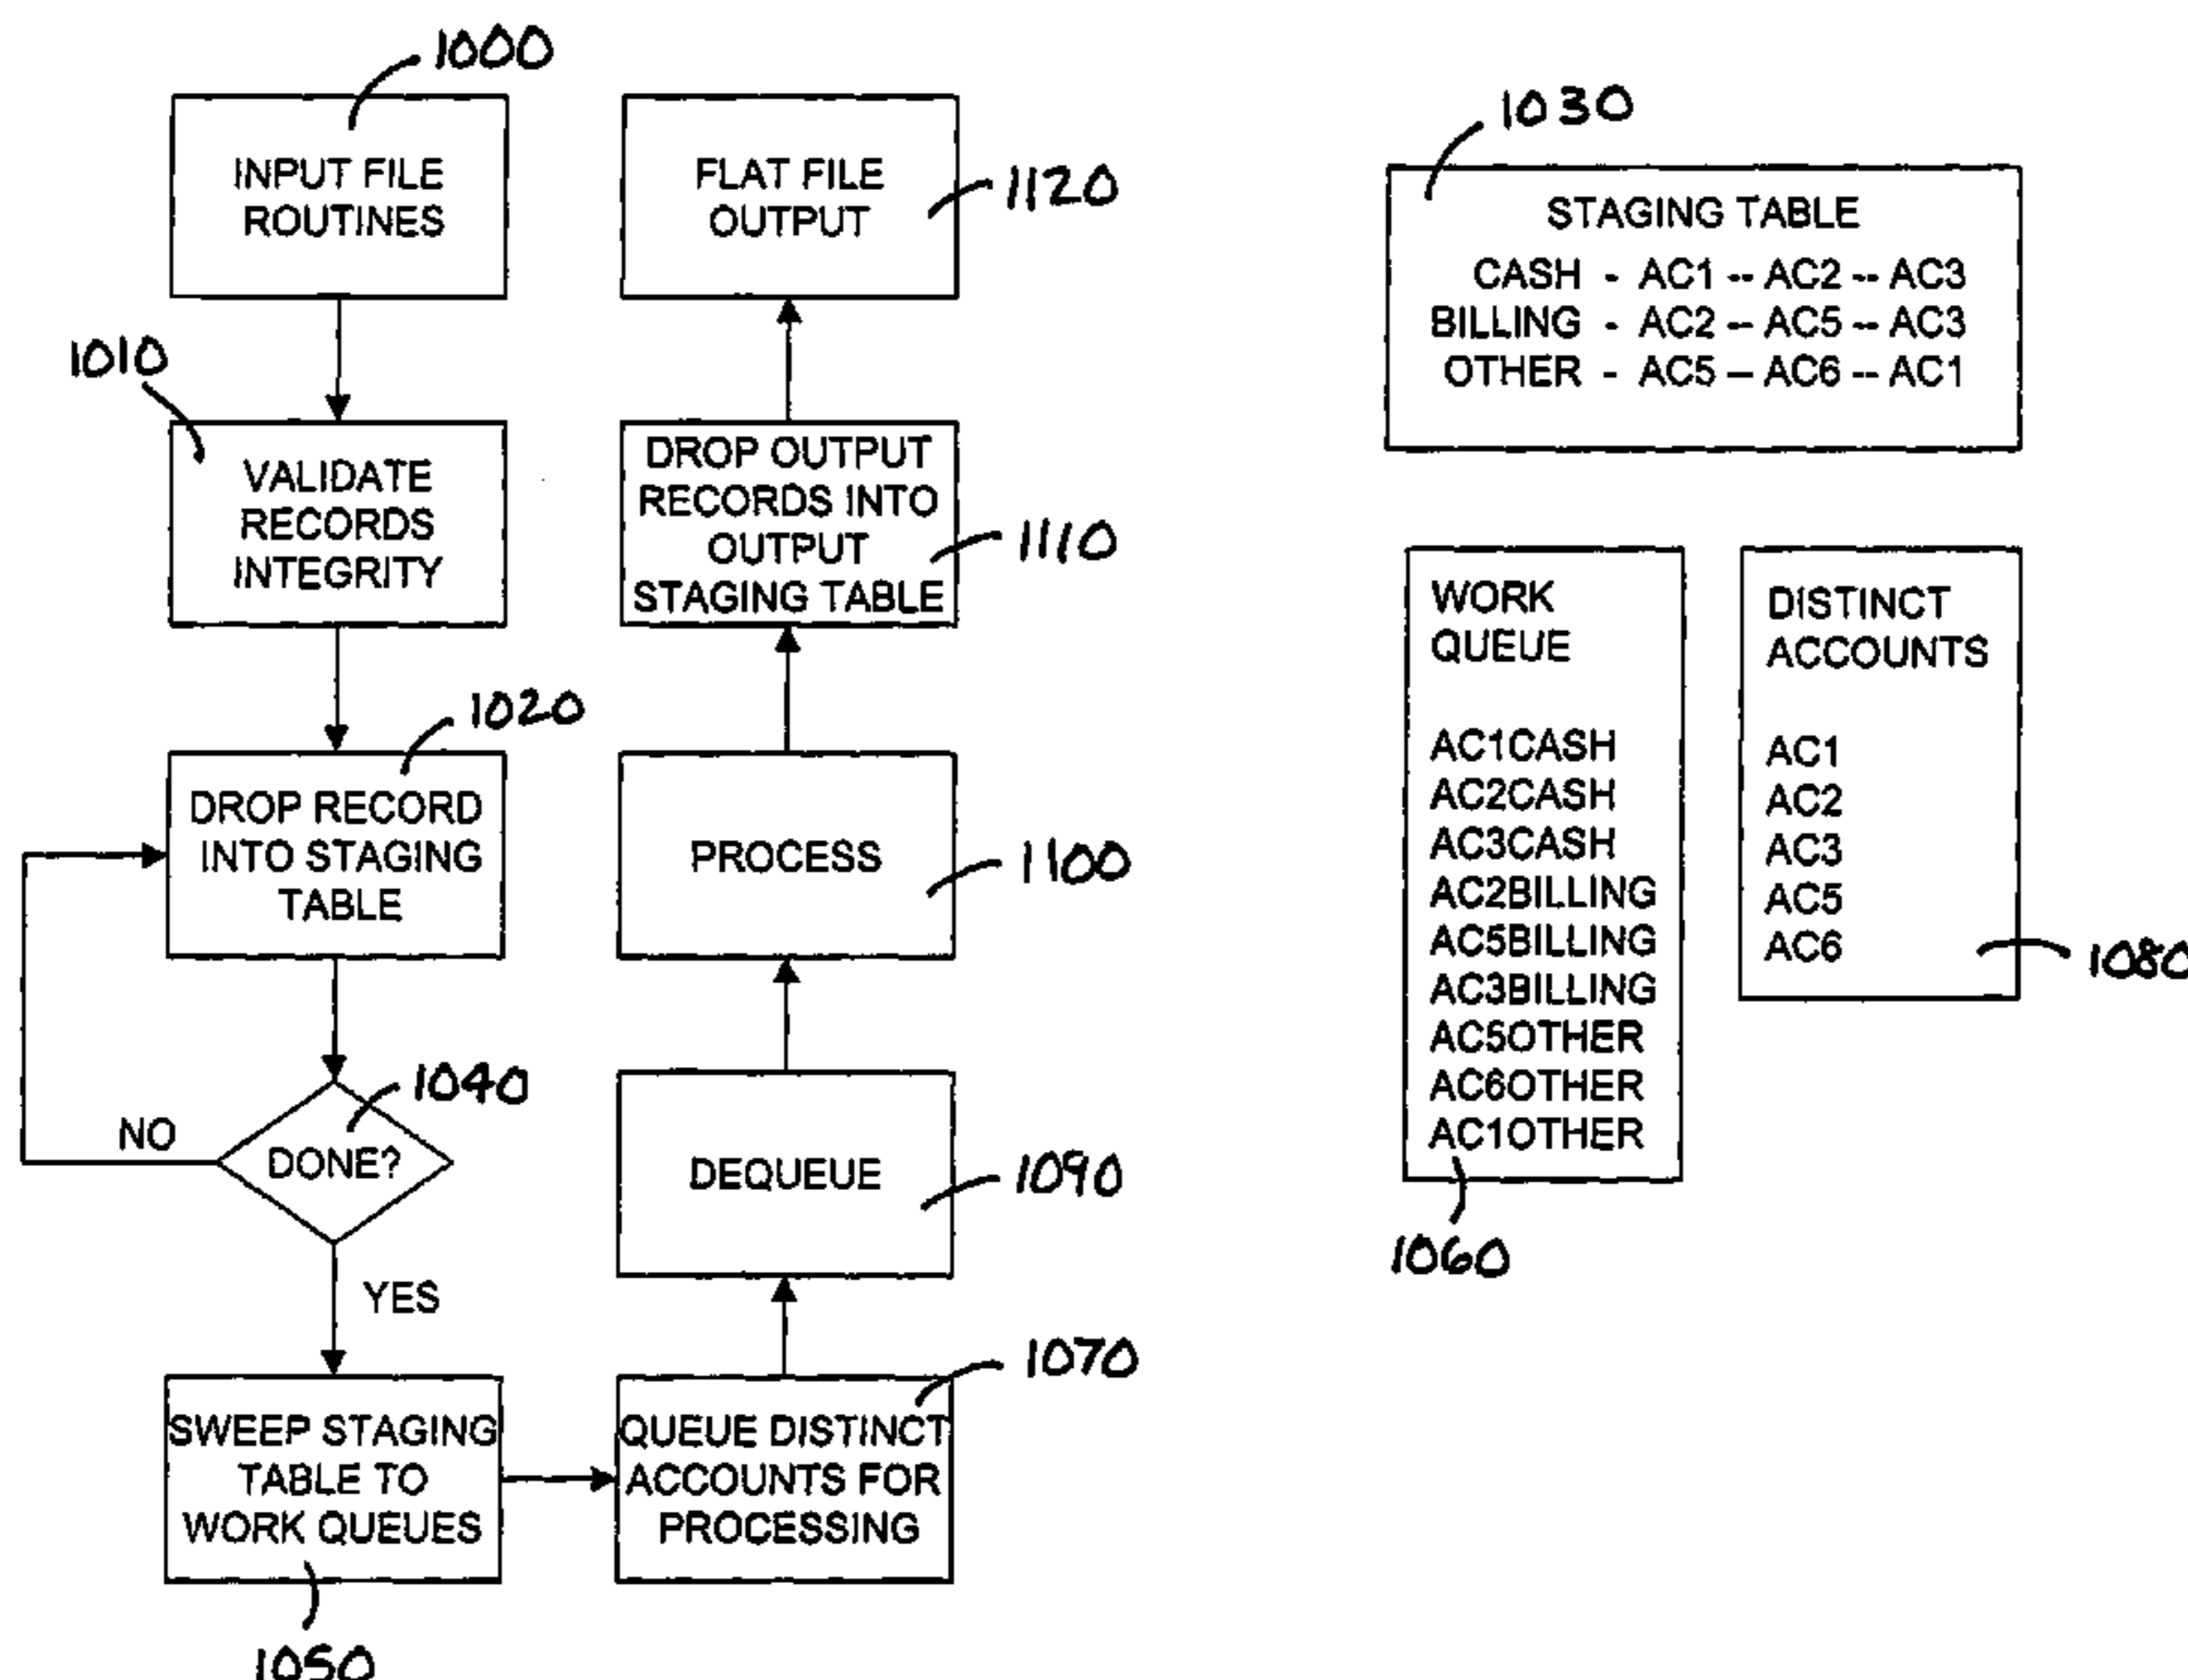 1000
INPUT FILE
ROUTINES
1010
VALIDATE
RECORDS
INTEGRITY
1020
DROP RECORD
INTO STAGING
TABLE
1040
DONE?
NO
YES
SWEEP STAGING
TABLE TO
WORK QUEUES
1050
1070
QUEUE DISTINCT
ACCOUNTS FOR
PROCESSING
DEQUEUE
1090
PROCESS
1100
DROP OUTPUT
RECORDS INTO
OUTPUT
STAGING TABLE
1110
FLAT FILE
OUTPUT
1120
1030
STAGING TABLE
CASH - AC1 -- AC2 -- AC3
BILLING - AC2 -- AC5 -- AC3
OTHER - AC5 – AC6 -- AC1
WORK
QUEUE
AC1CASH
AC2CASH
AC3CASH
AC2BILLING
AC5BILLING
AC3BILLING
AC5OTHER
AC6OTHER
AC1OTHER
1060
DISTINCT
ACCOUNTS
AC1
AC2
AC3
AC5
AC6
1080